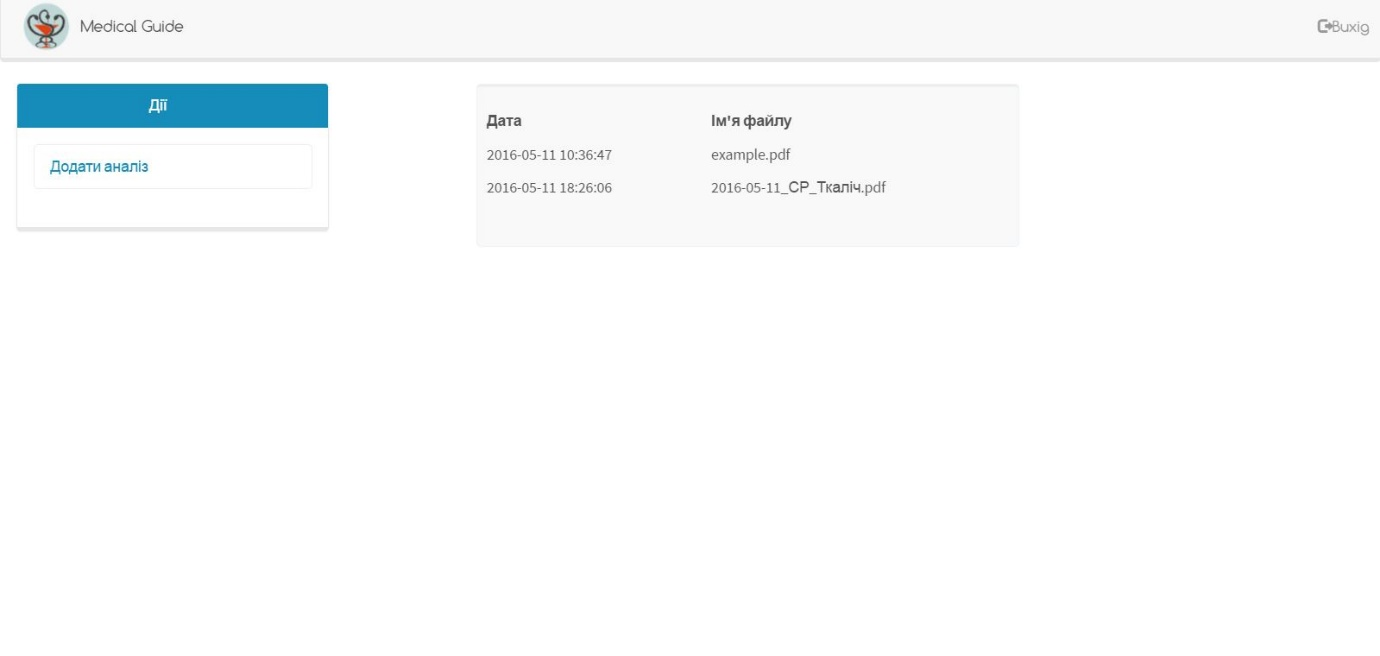 Medical Guide
Вихід
Дії
Додати аналіз
Дата Ім'я файлу
2016-05-11 10:36:47 example.pdf
2016-05-11 18:26:06 2016-05-11_СР_Ткаліч.pdf